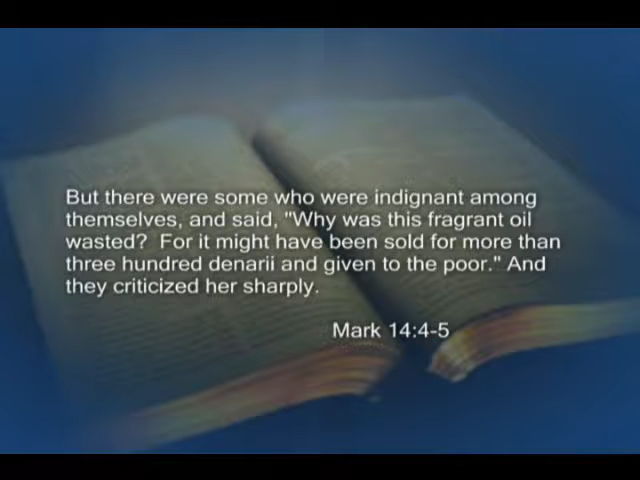 But there were some who were indignant among
themselves, and said, "Why was this fragrant oil
wasted?  For it might have been sold for more than
three hundred denarii and given to the poor." And
they criticized her sharply.
Mark 14:4-5